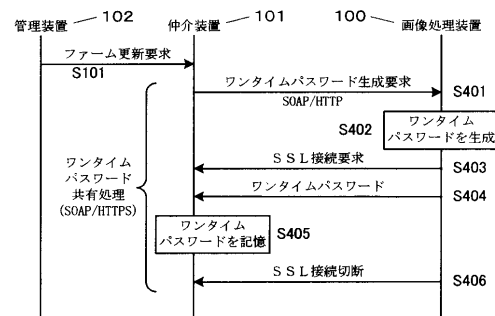 102
101
100
管理装置
仲介装置
画像処理装置
ファーム更新要求
S101
ワンタイムパスワード生成要求
SOAP/HTTP
S401
S402
ワンタイム
パスワードを生成
SSL接続要求
S403
ワンタイムパスワード
S404
ワンタイム
パスワード
共有処理
(SOAP/HTTPS)
ワンタイム
パスワードを記憶
S405
SSL接続切断
S406